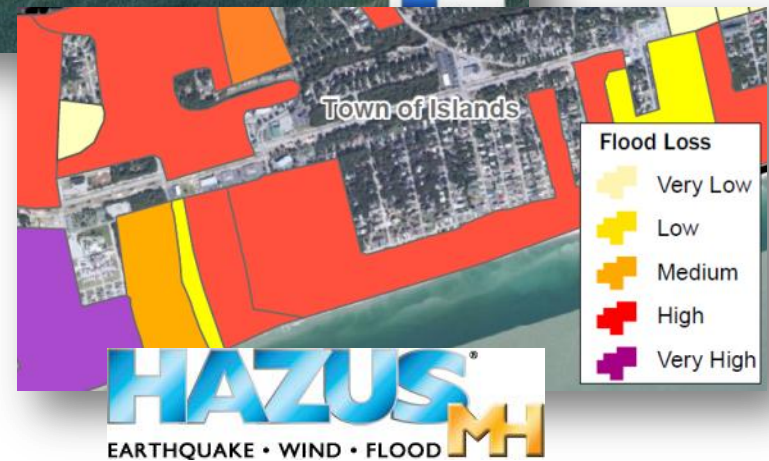 Town of Islands
Flood Loss
Very Low
Low
Medium
High
Very High
HAZUS®
MH
EARTHQUAKE • WIND • FLOOD